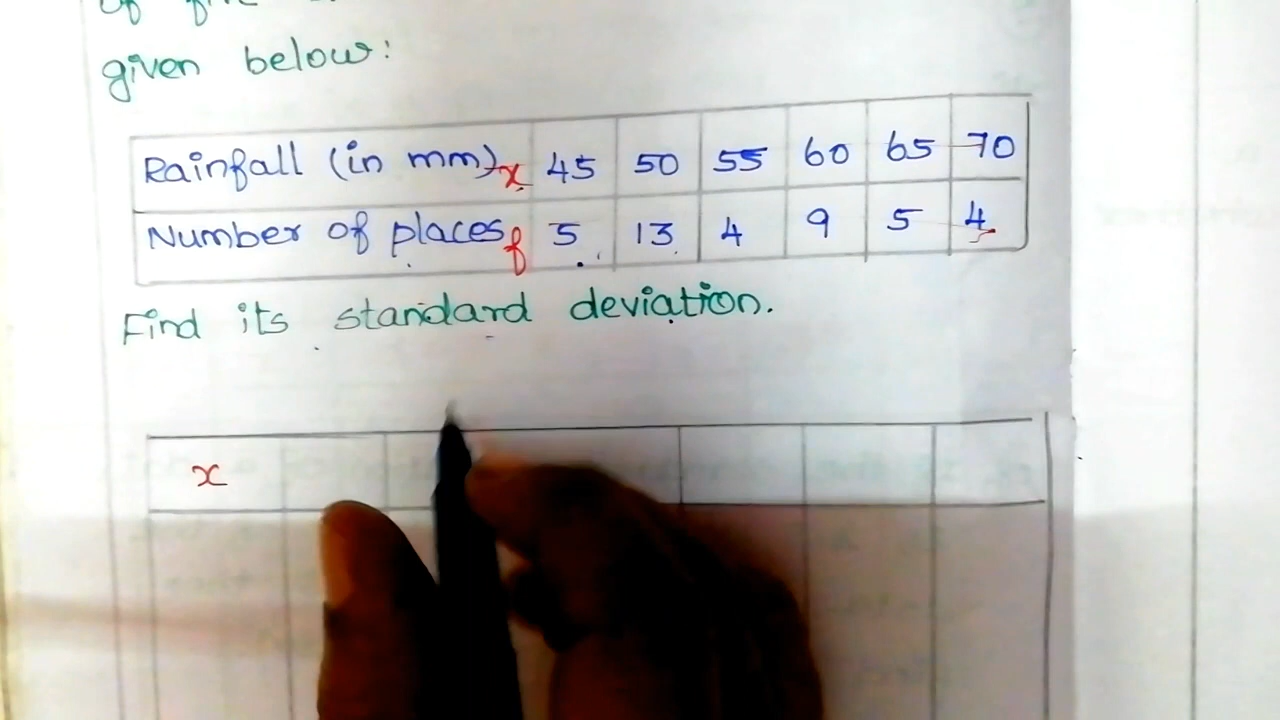 given below:
Rainfall (in mm) x 45 50 55 60 65 70
Number of places f 5 13 4 9 5 4
Find its standard deviation.
x